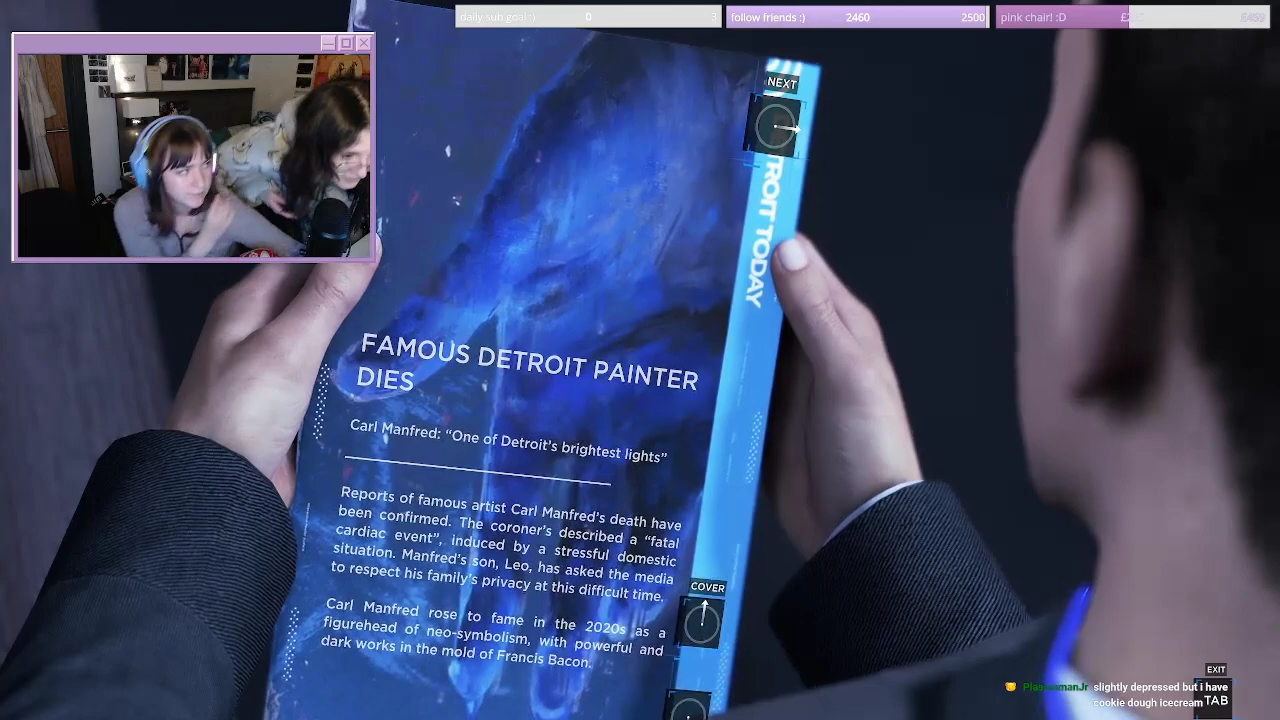 daily sub goal :)
0
3
follow friends :)
2460
2500
pink chair! :D
NEXT
TROIT TODAY
FAMOUS DETROIT PAINTER
DIES
Carl Manfred: “One of Detroit's brightest lights”
Reports of famous artist Carl Manfred's death have
been confirmed. The coroner's described a “fatal
cardiac event”, induced by a stressful domestic
situation. Manfred's son, Leo, has asked the media
to respect his family's privacy at this difficult time.
Carl Manfred rose to fame in the 2020s as a
figurehead of neo-symbolism, with powerful and
dark works in the mold of Francis Bacon.
COVER
EXIT
TAB
slightly depressed but i have
cookie dough icecream